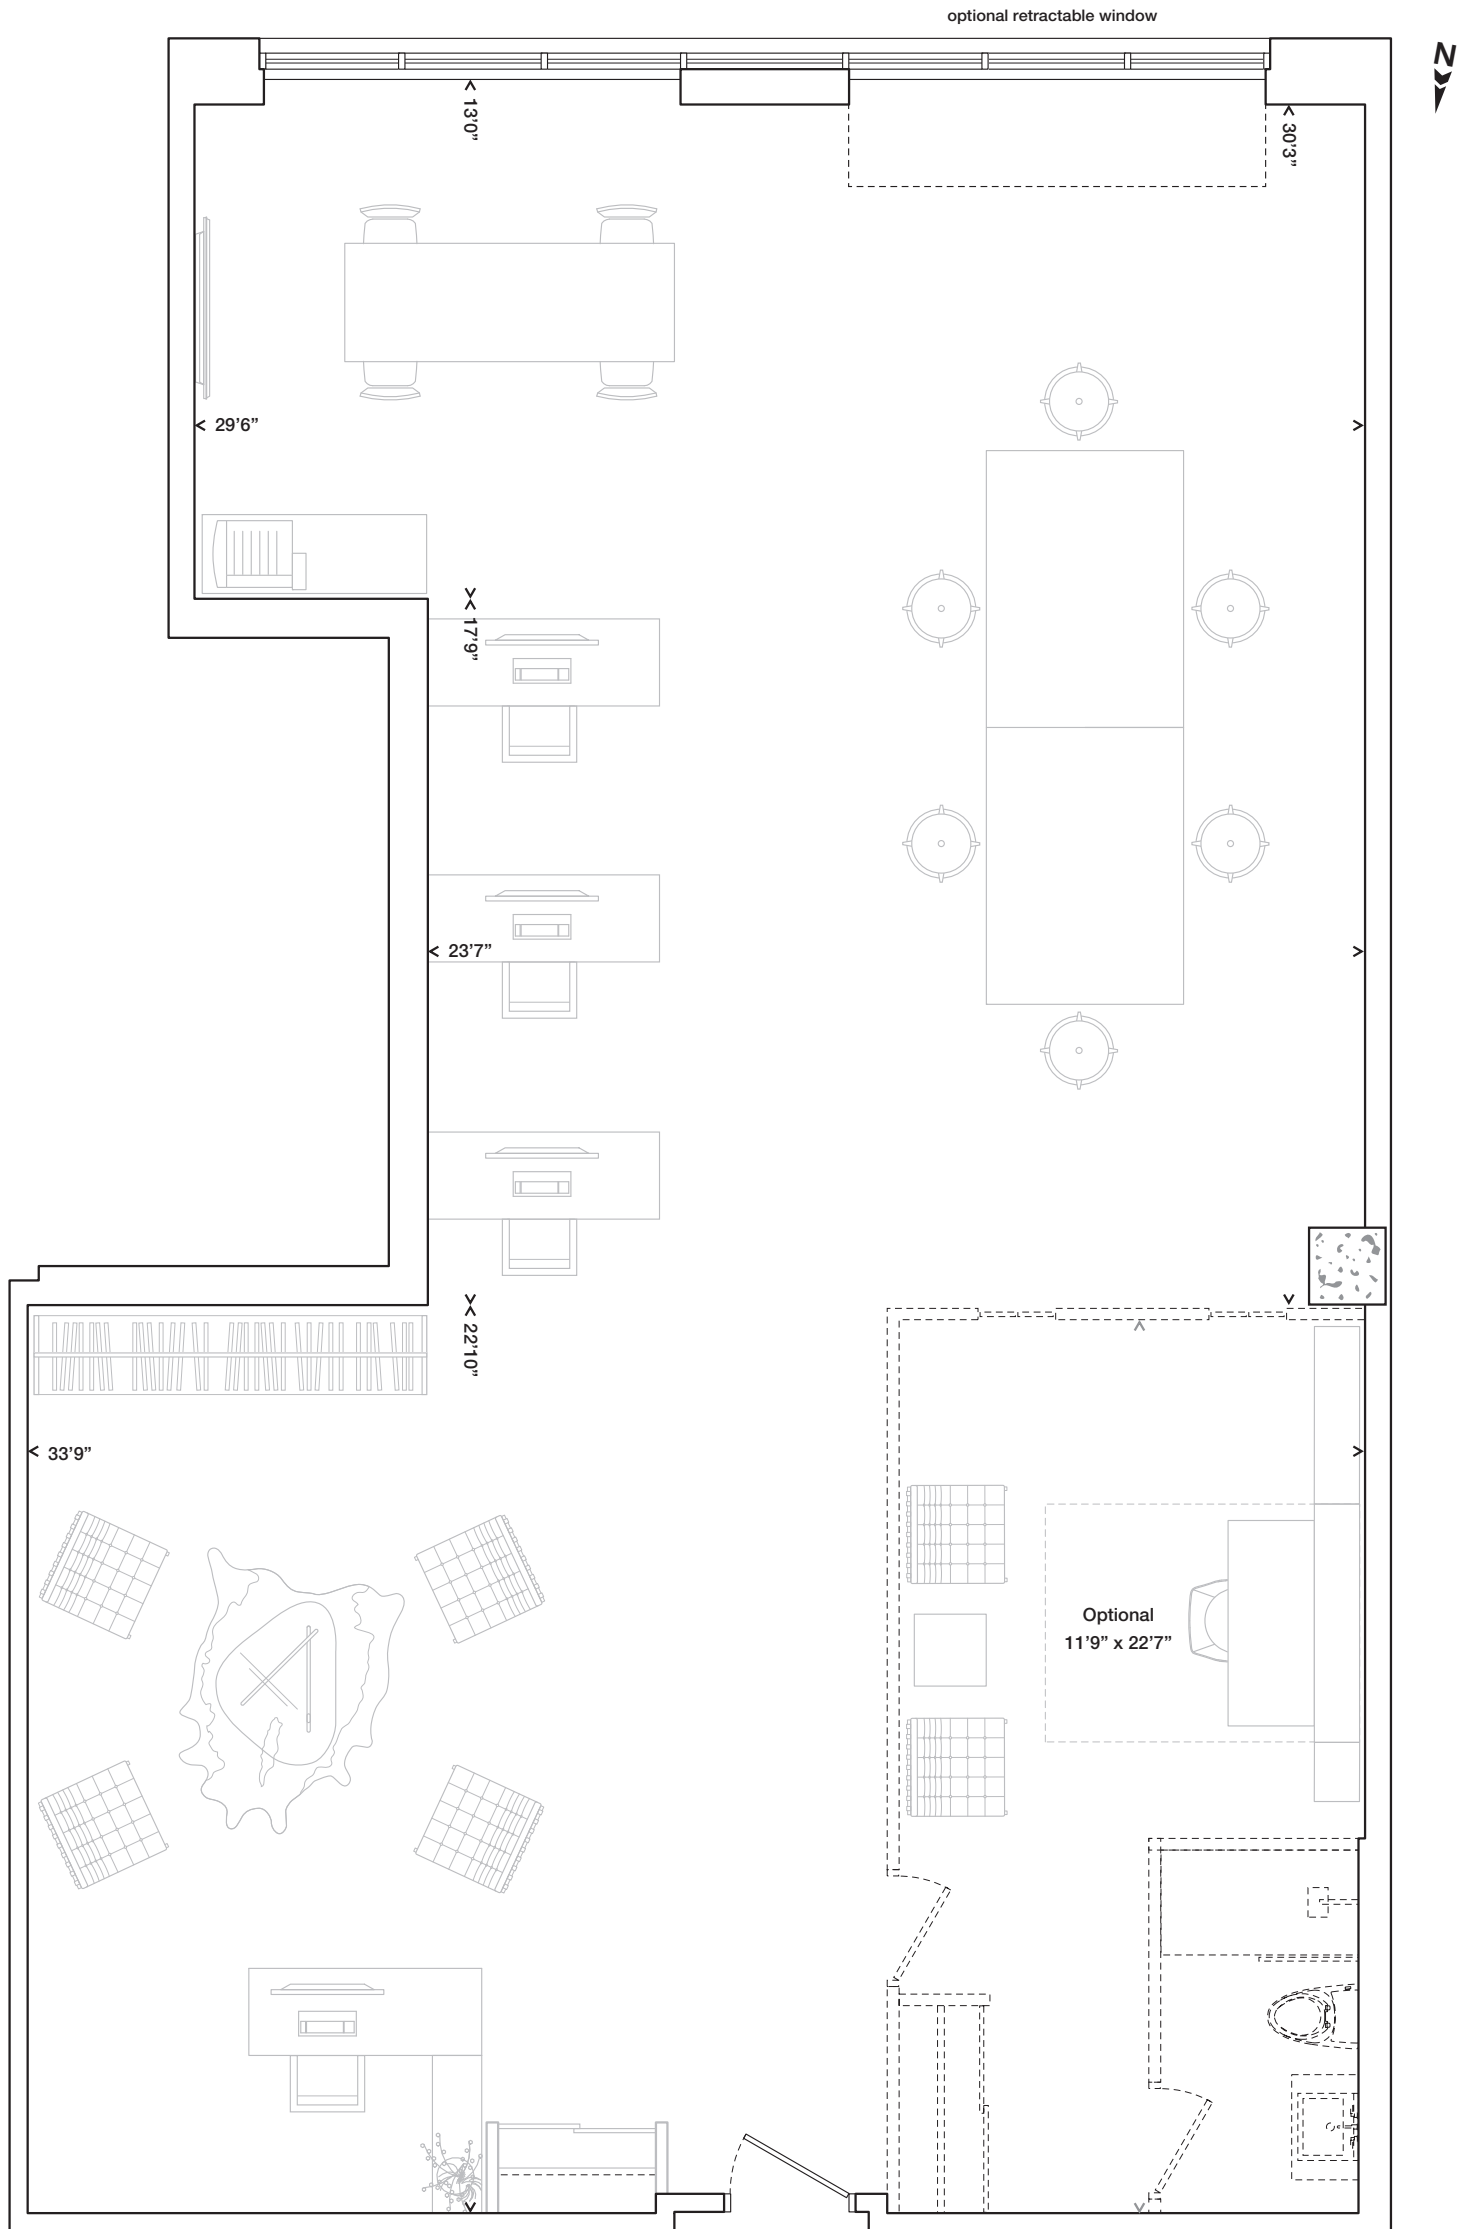 optional retractable window
N
13’0”
30’3”
29’6”
17’9”
23’7”
22’10”
33’9”
Optional
11’9” x 22’7”